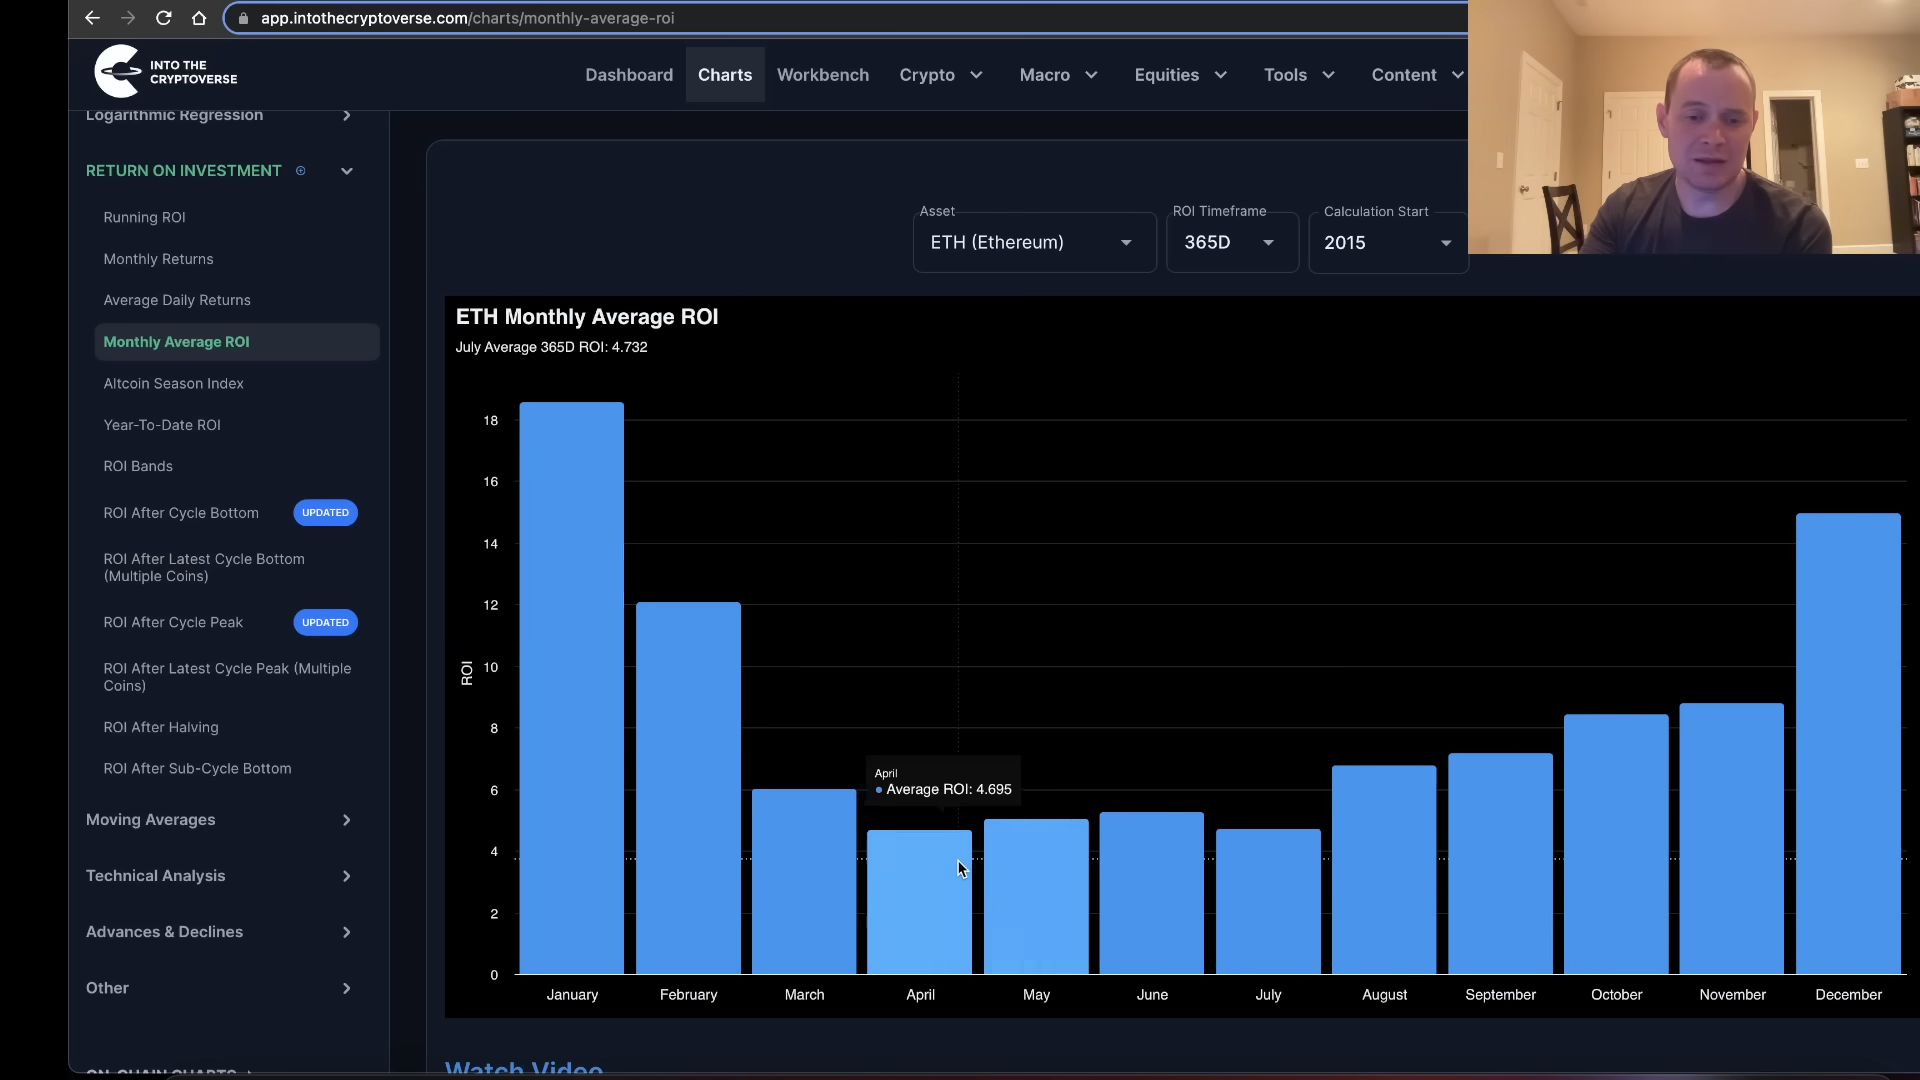 app.intothecryptoverse.com/charts/monthly-average-roi
INTO THE
CRYPTOVERSE
Dashboard
Charts
Workbench
Crypto
Macro
Equities
Tools
Content
Logarithmic Regression
RETURN ON INVESTMENT
Running ROI
Monthly Returns
Average Daily Returns
Monthly Average ROI
Altcoin Season Index
Year-To-Date ROI
ROI Bands
ROI After Cycle Bottom
UPDATED
ROI After Latest Cycle Bottom
(Multiple Coins)
ROI After Cycle Peak
UPDATED
ROI After Latest Cycle Peak (Multiple
Coins)
ROI After Halving
ROI After Sub-Cycle Bottom
Moving Averages
Technical Analysis
Advances & Declines
Other
ON-CHAIN CHARTS
Asset
ETH (Ethereum)
ROI Timeframe
365D
Calculation Start
2015
ETH Monthly Average ROI
July Average 365D ROI: 4.732
18
16
14
12
10
8
6
4
2
0
ROI
April
Average ROI: 4.695
January
February
March
April
May
June
July
August
September
October
November
December
Watch Video